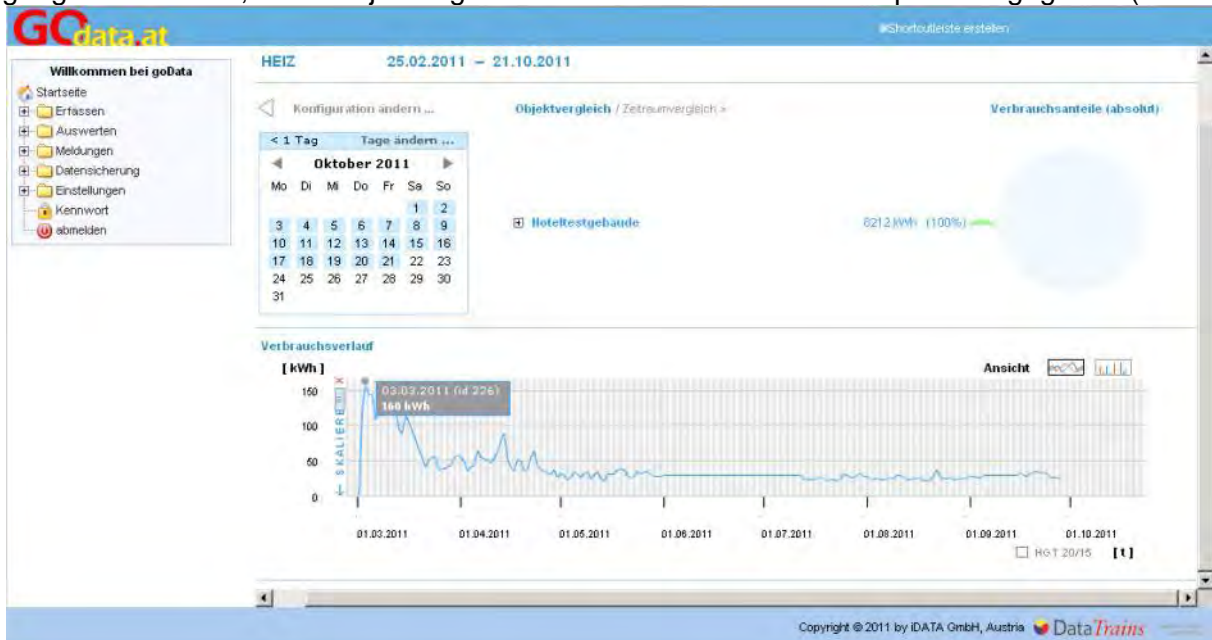 GOdata.at
Shortcutleiste erstellen
Willkommen bei goData
Startseite
Erfassen
Auswerten
Meldungen
Datensicherung
Einstellungen
Kennwort
abmelden
HEIZ 25.02.2011 – 21.10.2011
Konfiguration ändern ...
Objektvergleich / Zeitraumvergleich »
Verbrauchsanteile (absolut)
< 1 Tag Tage ändern ...
Oktober 2011
Mo Di Mi Do Fr Sa So
1 2
3 4 5 6 7 8 9
10 11 12 13 14 15 16
17 18 19 20 21 22 23
24 25 26 27 28 29 30
31
Hoteltestgebäude 8212 kWh (100%)
Verbrauchsverlauf
[ kWh ]
Ansicht
150
100
50
0
SKALIERE
03.03.2011 (id 226)
160 kWh
01.03.2011 01.04.2011 01.05.2011 01.06.2011 01.07.2011 01.08.2011 01.09.2011 01.10.2011
HGT 20/15 [ t ]
Copyright © 2011 by iDATA GmbH, Austria DataTrains